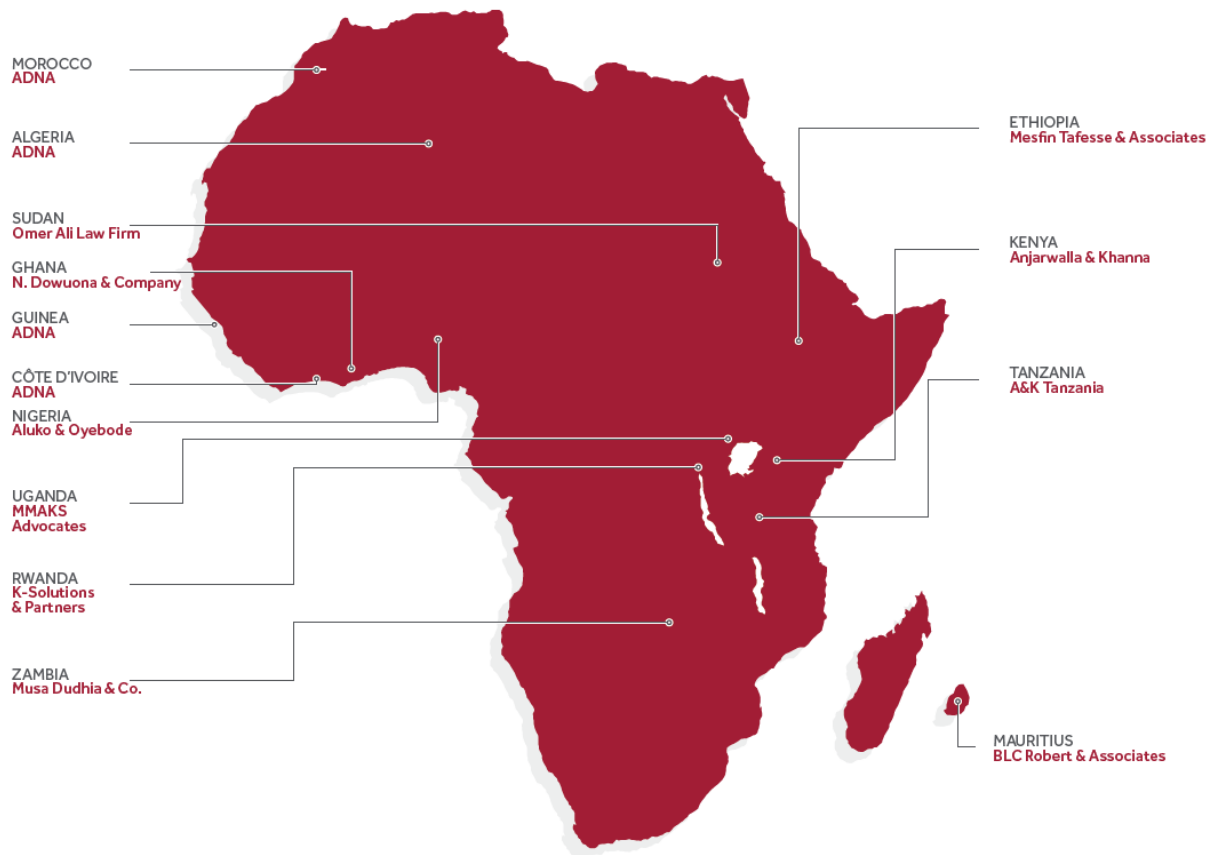 MOROCCO
ADNA
ALGERIA
ADNA
SUDAN
Omer Ali Law Firm
GHANA
N. Dowuona & Company
GUINEA
ADNA
CÔTE D'IVOIRE
ADNA
NIGERIA
Aluko & Oyebode
UGANDA
MMAKS
Advocates
RWANDA
K-Solutions
& Partners
ZAMBIA
Musa Dudhia & Co.
ETHIOPIA
Mesfin Tafesse & Associates
KENYA
Anjarwalla & Khanna
TANZANIA
A&K Tanzania
MAURITIUS
BLC Robert & Associates